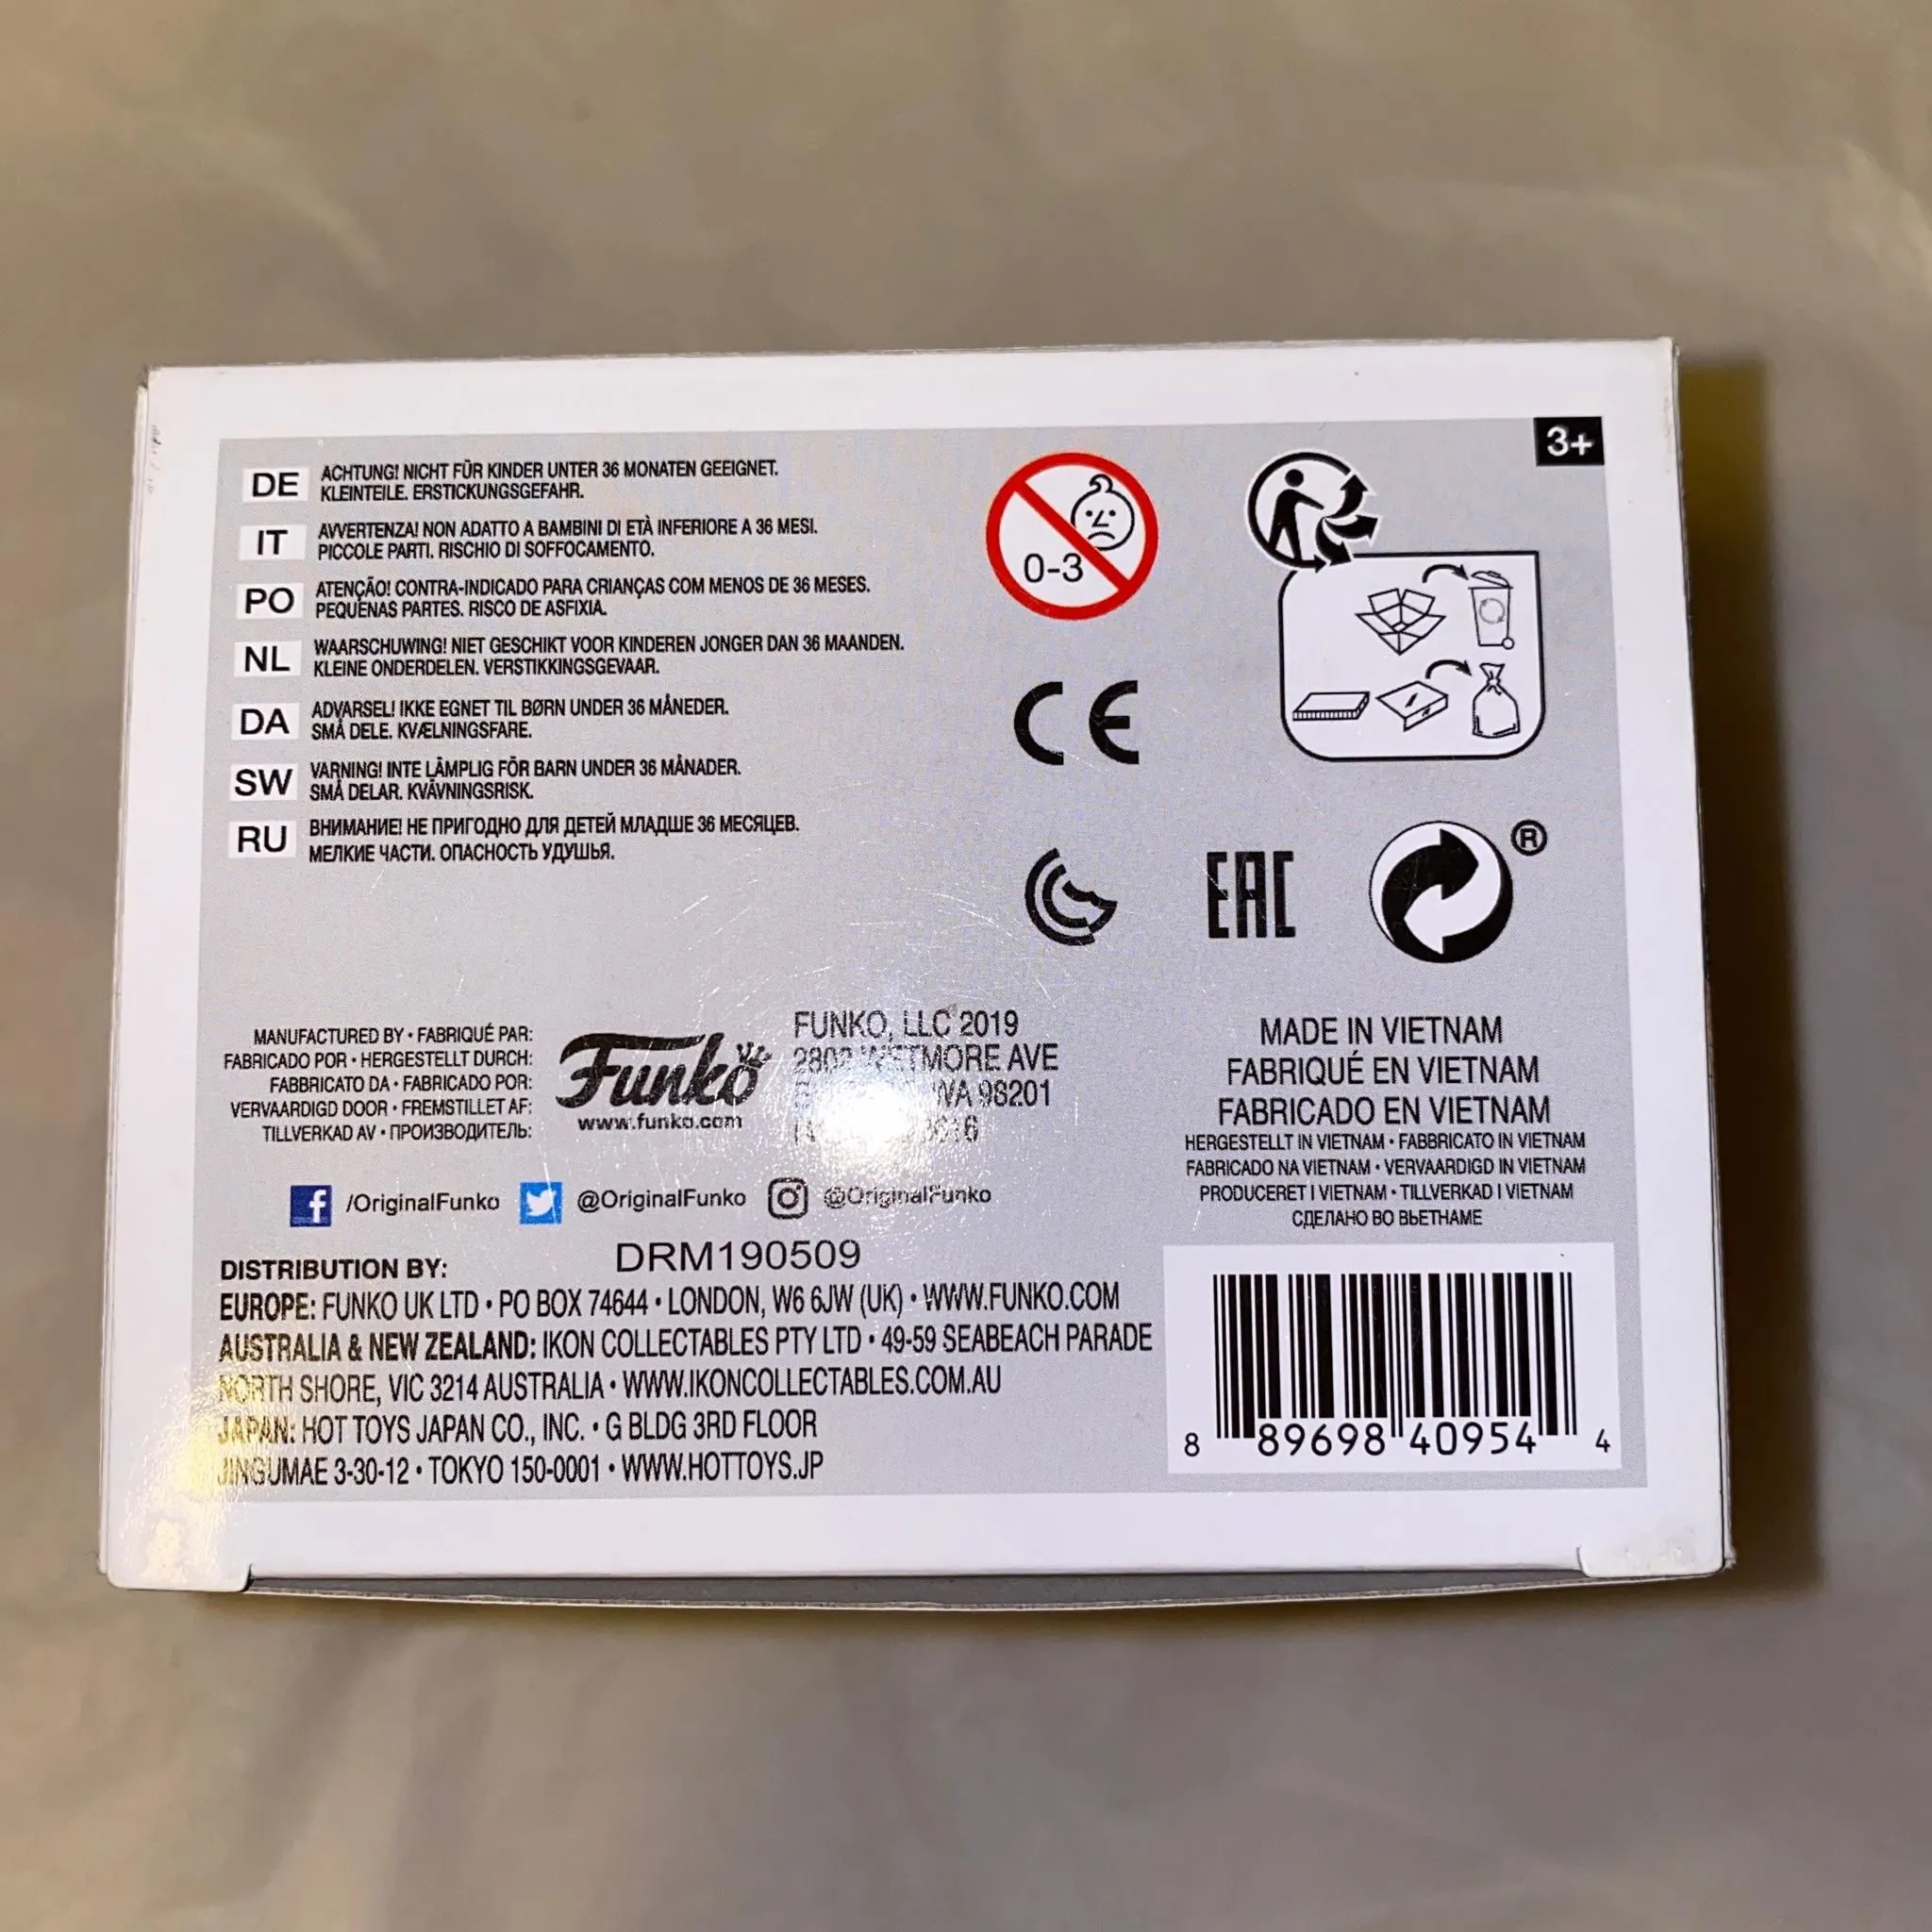 3+
DE
ACHTUNG! NICHT FÜR KINDER UNTER 36 MONATEN GEEIGNET.
KLEINTEILE. ERSTICKUNGSGEFAHR.
IT
AVVERTENZA! NON ADATTO A BAMBINI DI ETÀ INFERIORE A 36 MESI.
PICCOLE PARTI. RISCHIO DI SOFFOCAMENTO.
PO
ATENÇÃO! CONTRA-INDICADO PARA CRIANÇAS COM MENOS DE 36 MESES.
PEQUENAS PARTES. RISCO DE ASFIXIA.
NL
WAARSCHUWING! NIET GESCHIKT VOOR KINDEREN JONGER DAN 36 MAANDEN.
KLEINE ONDERDELEN. VERSTIKKINGSGEVAAR.
DA
ADVARSEL! IKKE EGNET TIL BØRN UNDER 36 MÅNEDER.
SMÅ DELE. KVÆLNINGSFARE.
SW
VARNING! INTE LÄMPLIG FÖR BARN UNDER 36 MÅNADER.
SMÅ DELAR. KVÄVNINGSRISK.
RU
ВНИМАНИЕ! НЕ ПРИГОДНО ДЛЯ ДЕТЕЙ МЛАДШЕ 36 МЕСЯЦЕВ.
МЕЛКИЕ ЧАСТИ. ОПАСНОСТЬ УДУШЬЯ.
0-3
CE
EAC
®
MANUFACTURED BY • FABRIQUÉ PAR:
FABRICADO POR • HERGESTELLT DURCH:
FABBRICATO DA • FABRICADO POR:
VERVAARDIGD DOOR • FREMSTILLET AF:
TILLVERKAD AV • ПРОИЗВОДИТЕЛЬ:
Funko
www.funko.com
FUNKO, LLC 2019
WETMORE AVE
WA 98201
MADE IN VIETNAM
FABRIQUÉ EN VIETNAM
FABRICADO EN VIETNAM
HERGESTELLT IN VIETNAM • FABBRICATO IN VIETNAM
FABRICADO NA VIETNAM • VERVAARDIGD IN VIETNAM
PRODUCERET I VIETNAM • TILLVERKAD I VIETNAM
СДЕЛАНО ВО ВЬЕТНАМЕ
/OriginalFunko @OriginalFunko @OriginalFunko
DRM190509
DISTRIBUTION BY:
EUROPE: FUNKO UK LTD • PO BOX 74644 • LONDON, W6 6JW (UK) • WWW.FUNKO.COM
AUSTRALIA & NEW ZEALAND: IKON COLLECTABLES PTY LTD • 49-59 SEABEACH PARADE
NORTH SHORE, VIC 3214 AUSTRALIA • WWW.IKONCOLLECTABLES.COM.AU
JAPAN: HOT TOYS JAPAN CO., INC. • G BLDG 3RD FLOOR
JINGUMAE 3-30-12 • TOKYO 150-0001 • WWW.HOTTOYS.JP
8 89698 40954 4